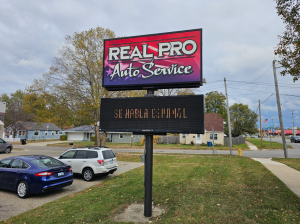 REAL PRO
Auto Service
SE HABLA ESPANOL